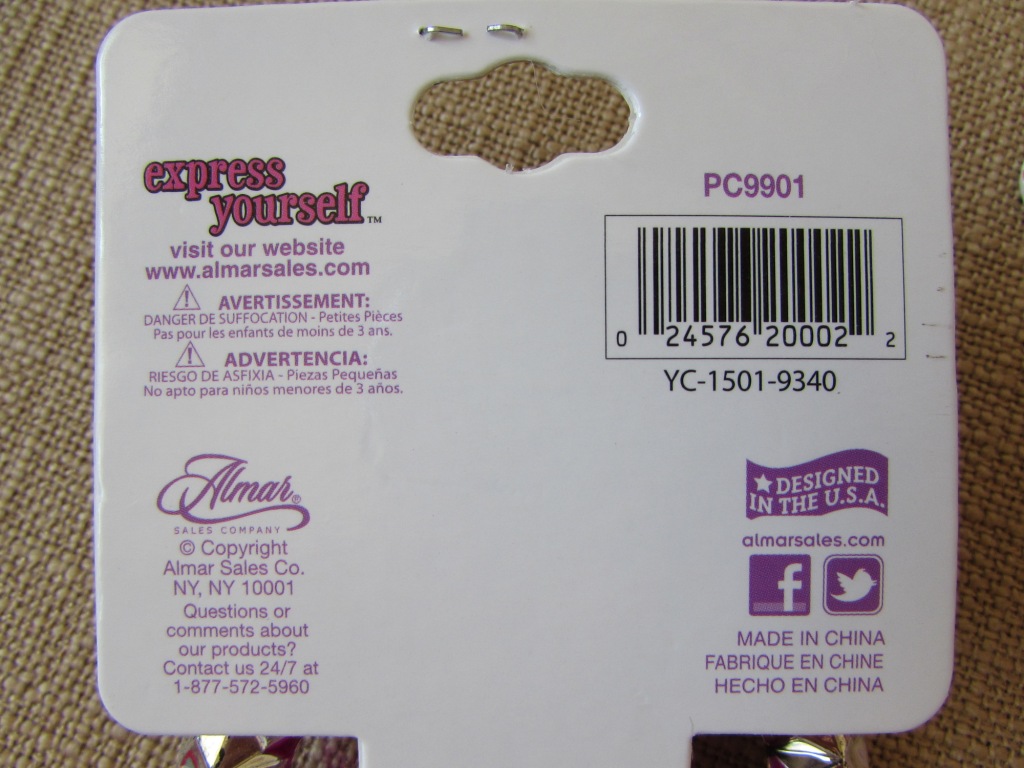 express
yourself™
visit our website
www.almarsales.com
⚠ AVERTISSEMENT:
DANGER DE SUFFOCATION - Petites Pièces
Pas pour les enfants de moins de 3 ans.
⚠ ADVERTENCIA:
RIESGO DE ASFIXIA - Piezas Pequeñas
No apto para niños menores de 3 años.
Almar®
SALES COMPANY
© Copyright
Almar Sales Co.
NY, NY 10001
Questions or
comments about
our products?
Contact us 24/7 at
1-877-572-5960
PC9901
0 24576 20002 2
YC-1501-9340
DESIGNED
IN THE U.S.A.
almarsales.com
f
MADE IN CHINA
FABRIQUE EN CHINE
HECHO EN CHINA